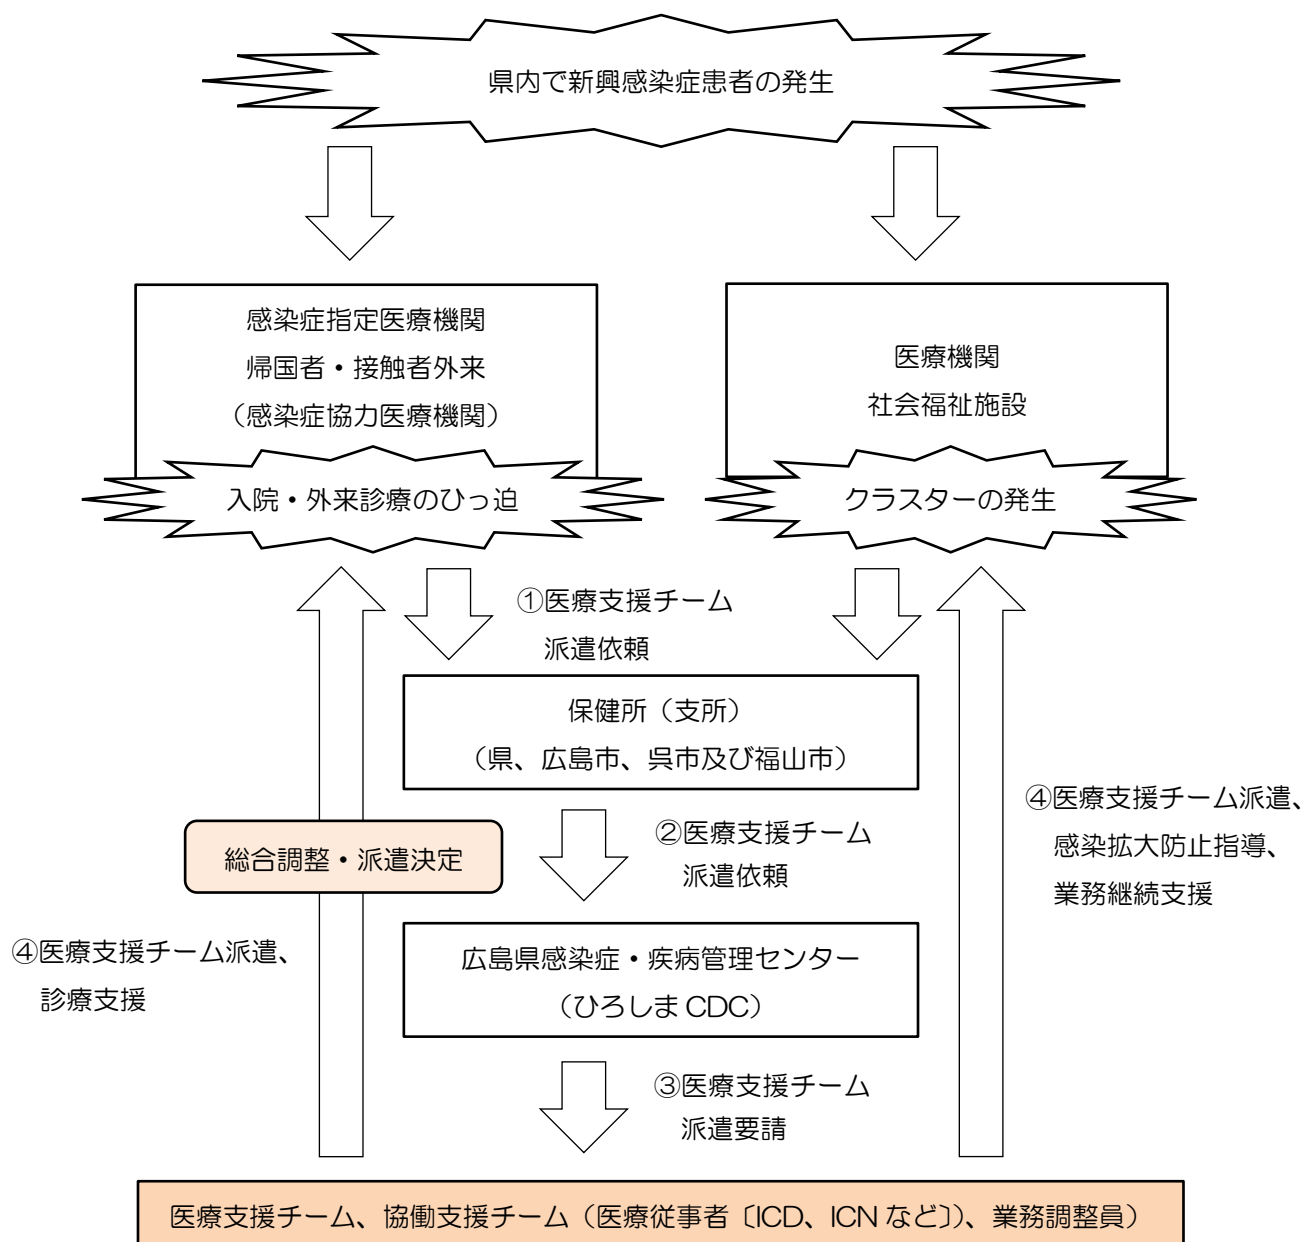 県内で新興感染症患者の発生
感染症指定医療機関
帰国者・接触者外来
（感染症協力医療機関）
入院・外来診療のひっ迫
医療機関
社会福祉施設
クラスターの発生
①医療支援チーム
派遣依頼
保健所（支所）
（県、広島市、呉市及び福山市）
総合調整・派遣決定
②医療支援チーム
派遣依頼
④医療支援チーム派遣、
感染拡大防止指導、
業務継続支援
④医療支援チーム派遣、
診療支援
広島県感染症・疾病管理センター
（ひろしま CDC）
③医療支援チーム
派遣要請
医療支援チーム、協働支援チーム（医療従事者〔ICD、ICN など〕）、業務調整員）